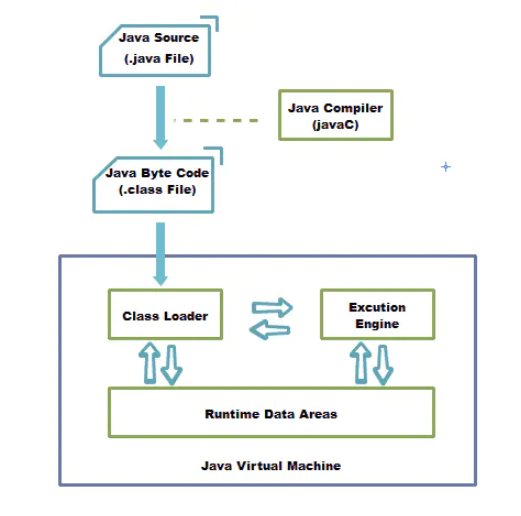 Java Source
(.java File)
Java Compiler
(javaC)
Java Byte Code
(.class File)
Class Loader
Excution
Engine
Runtime Data Areas
Java Virtual Machine